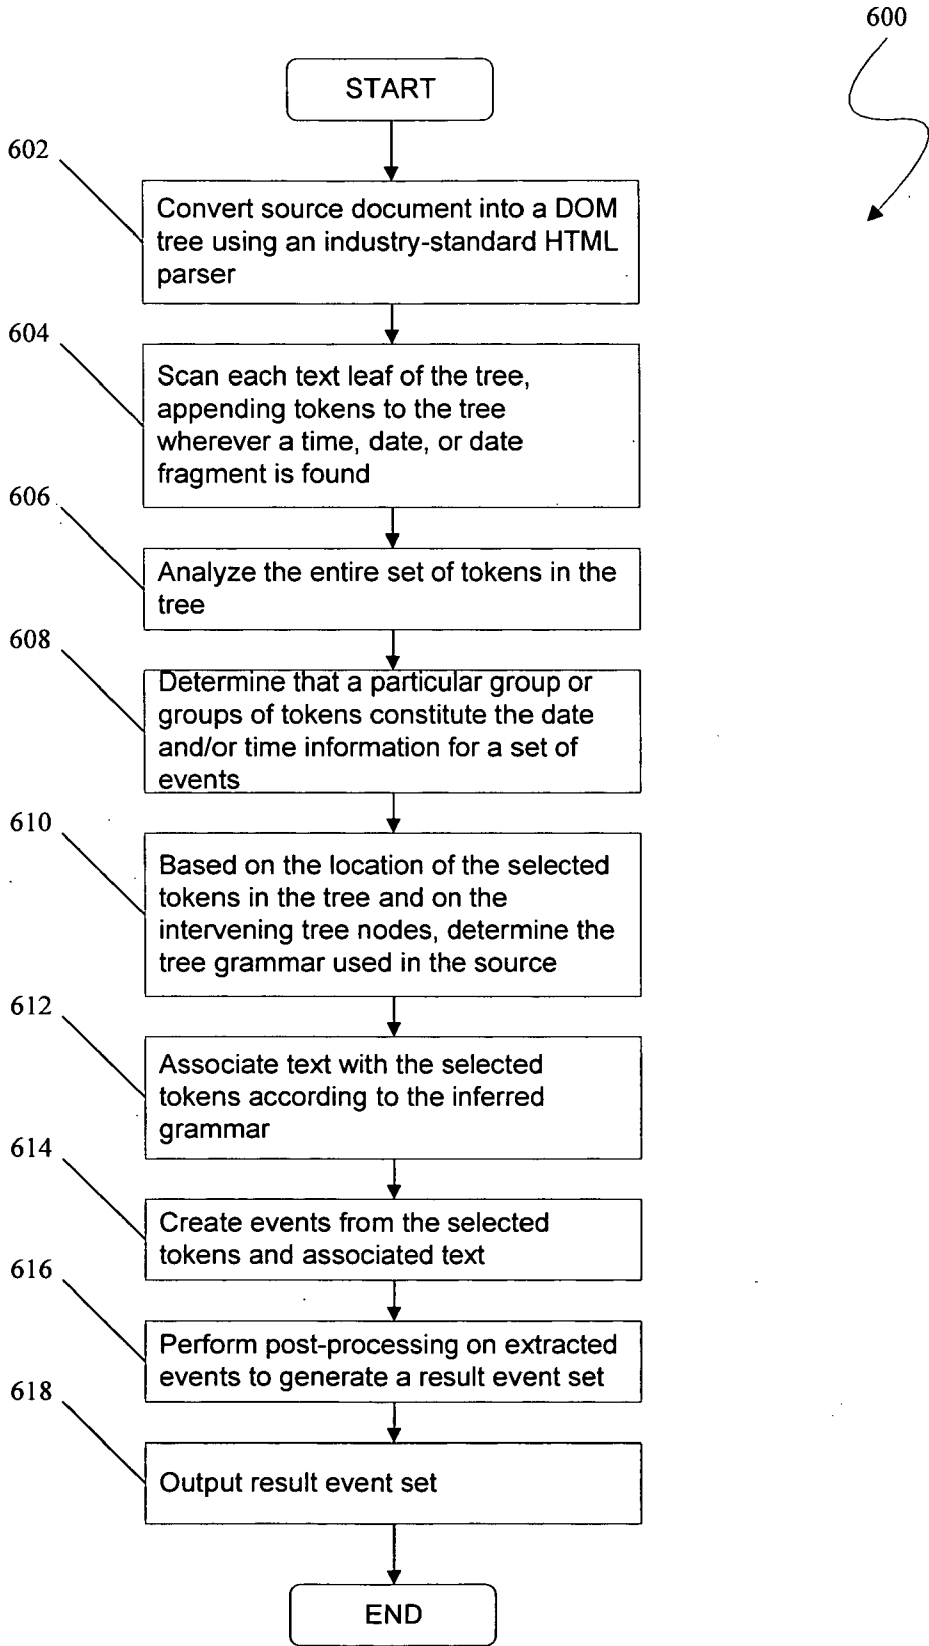 600
START
602
Convert source document into a DOM
tree using an industry-standard HTML
parser
604
Scan each text leaf of the tree,
appending tokens to the tree
wherever a time, date, or date
fragment is found
606
Analyze the entire set of tokens in the
tree
608
Determine that a particular group or
groups of tokens constitute the date
and/or time information for a set of
events
610
Based on the location of the selected
tokens in the tree and on the
intervening tree nodes, determine the
tree grammar used in the source
612
Associate text with the selected
tokens according to the inferred
grammar
614
Create events from the selected
tokens and associated text
616
Perform post-processing on extracted
events to generate a result event set
618
Output result event set
END